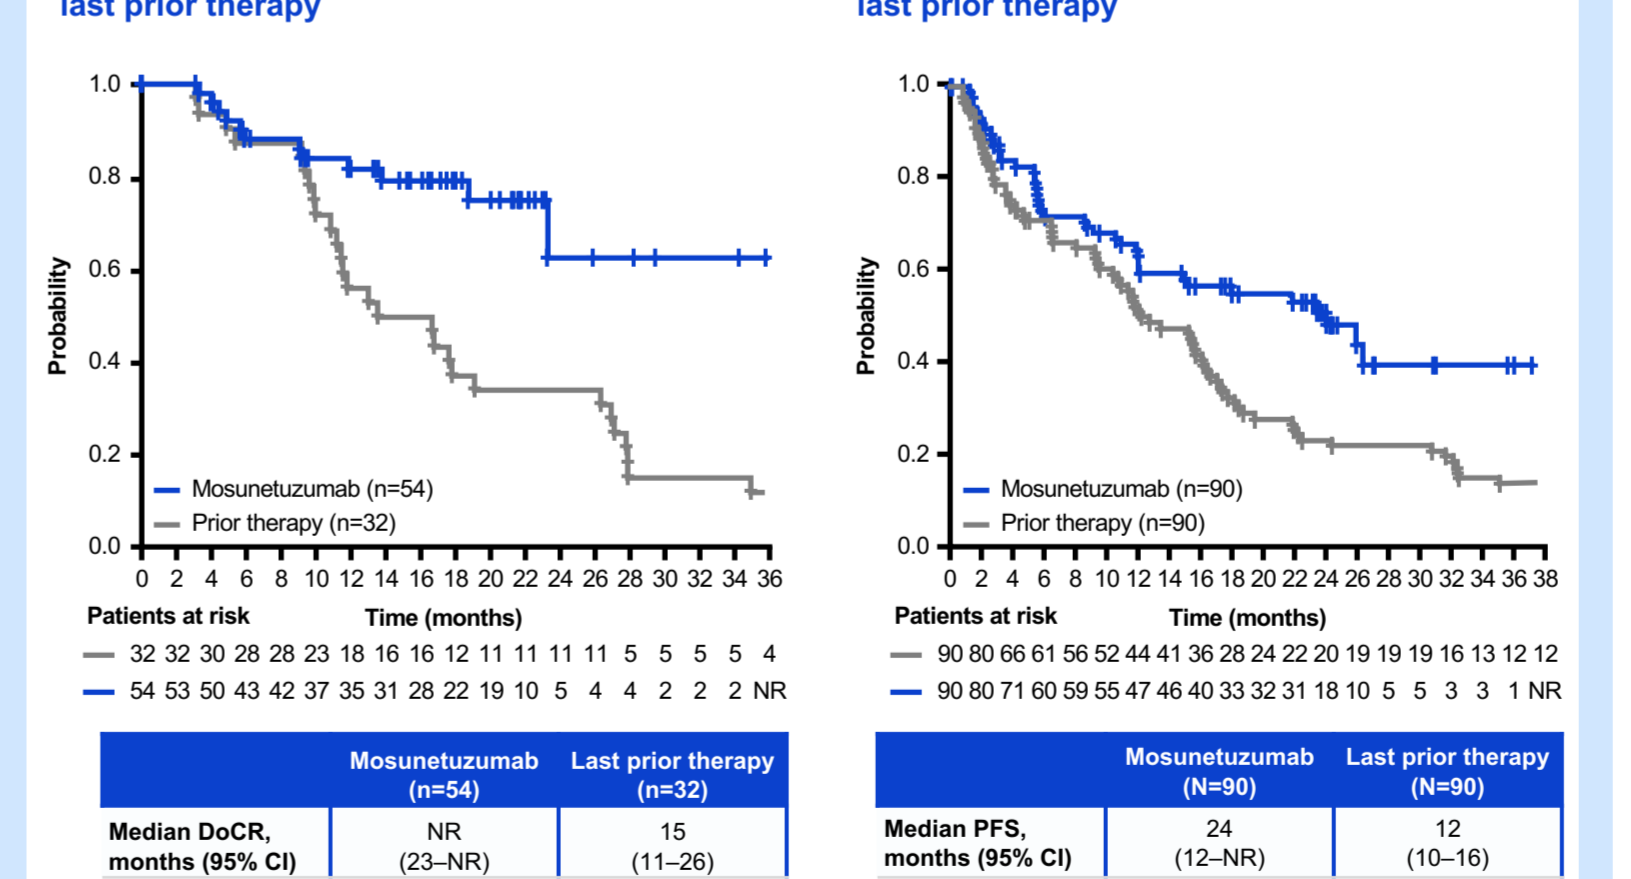 last prior therapy
1.0
0.8
0.6
0.4
0.2
0.0
Probability
Mosunetuzumab (n=54)
Prior therapy (n=32)
0 2 4 6 8 10 12 14 16 18 20 22 24 26 28 30 32 34 36
Patients at risk Time (months)
32 32 30 28 28 23 18 16 16 12 11 11 11 11 5 5 5 5 4
54 53 50 43 42 37 35 31 28 22 19 10 5 4 4 2 2 2 NR
Mosunetuzumab (n=54) Last prior therapy (n=32)
Median DoCR, months (95% CI) NR (23–NR) 15 (11–26)
last prior therapy
1.0
0.8
0.6
0.4
0.2
0.0
Probability
Mosunetuzumab (n=90)
Prior therapy (n=90)
0 2 4 6 8 10 12 14 16 18 20 22 24 26 28 30 32 34 36 38
Patients at risk Time (months)
90 80 66 61 56 52 44 41 36 28 24 22 20 19 19 19 16 13 12 12
90 80 71 60 59 55 47 46 40 33 32 31 18 10 5 5 3 3 1 NR
Mosunetuzumab (N=90) Last prior therapy (N=90)
Median PFS, months (95% CI) 24 (12–NR) 12 (10–16)